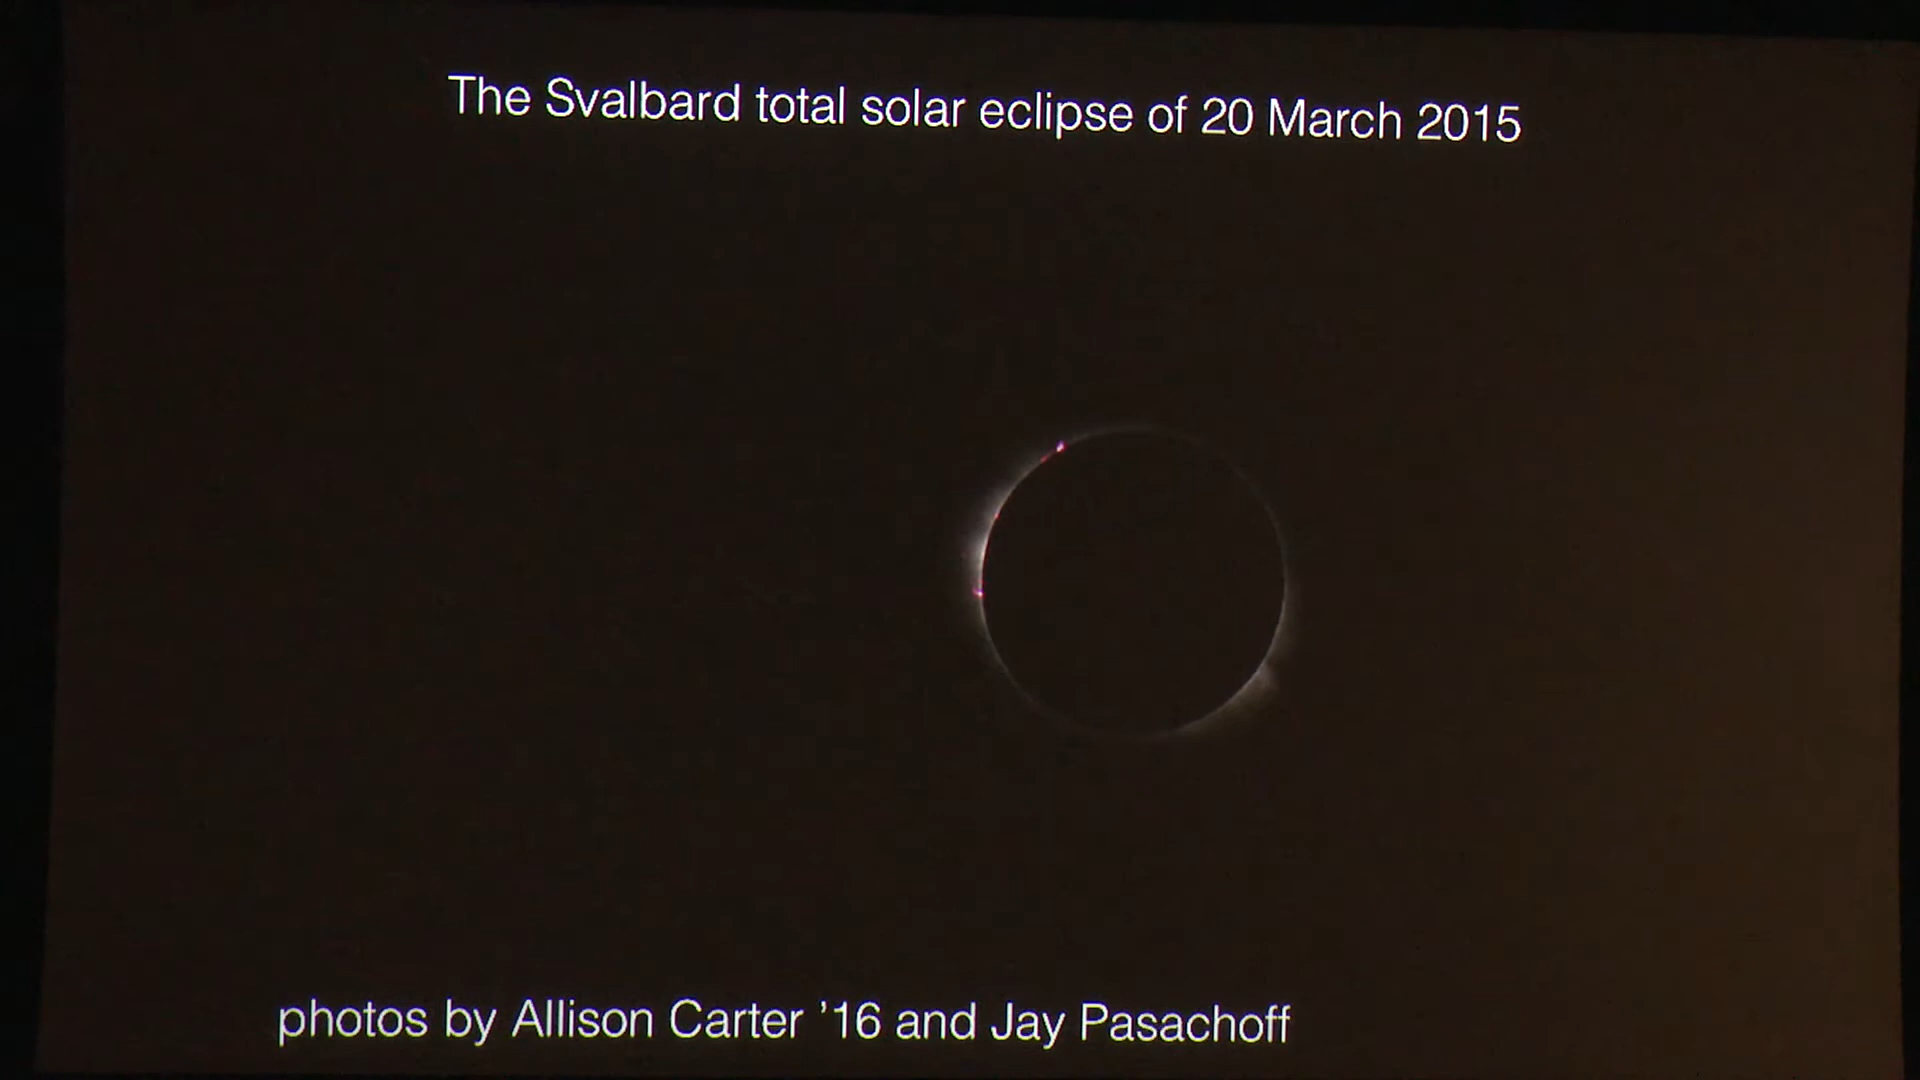 The Svalbard total solar eclipse of 20 March 2015
photos by Allison Carter ’16 and Jay Pasachoff